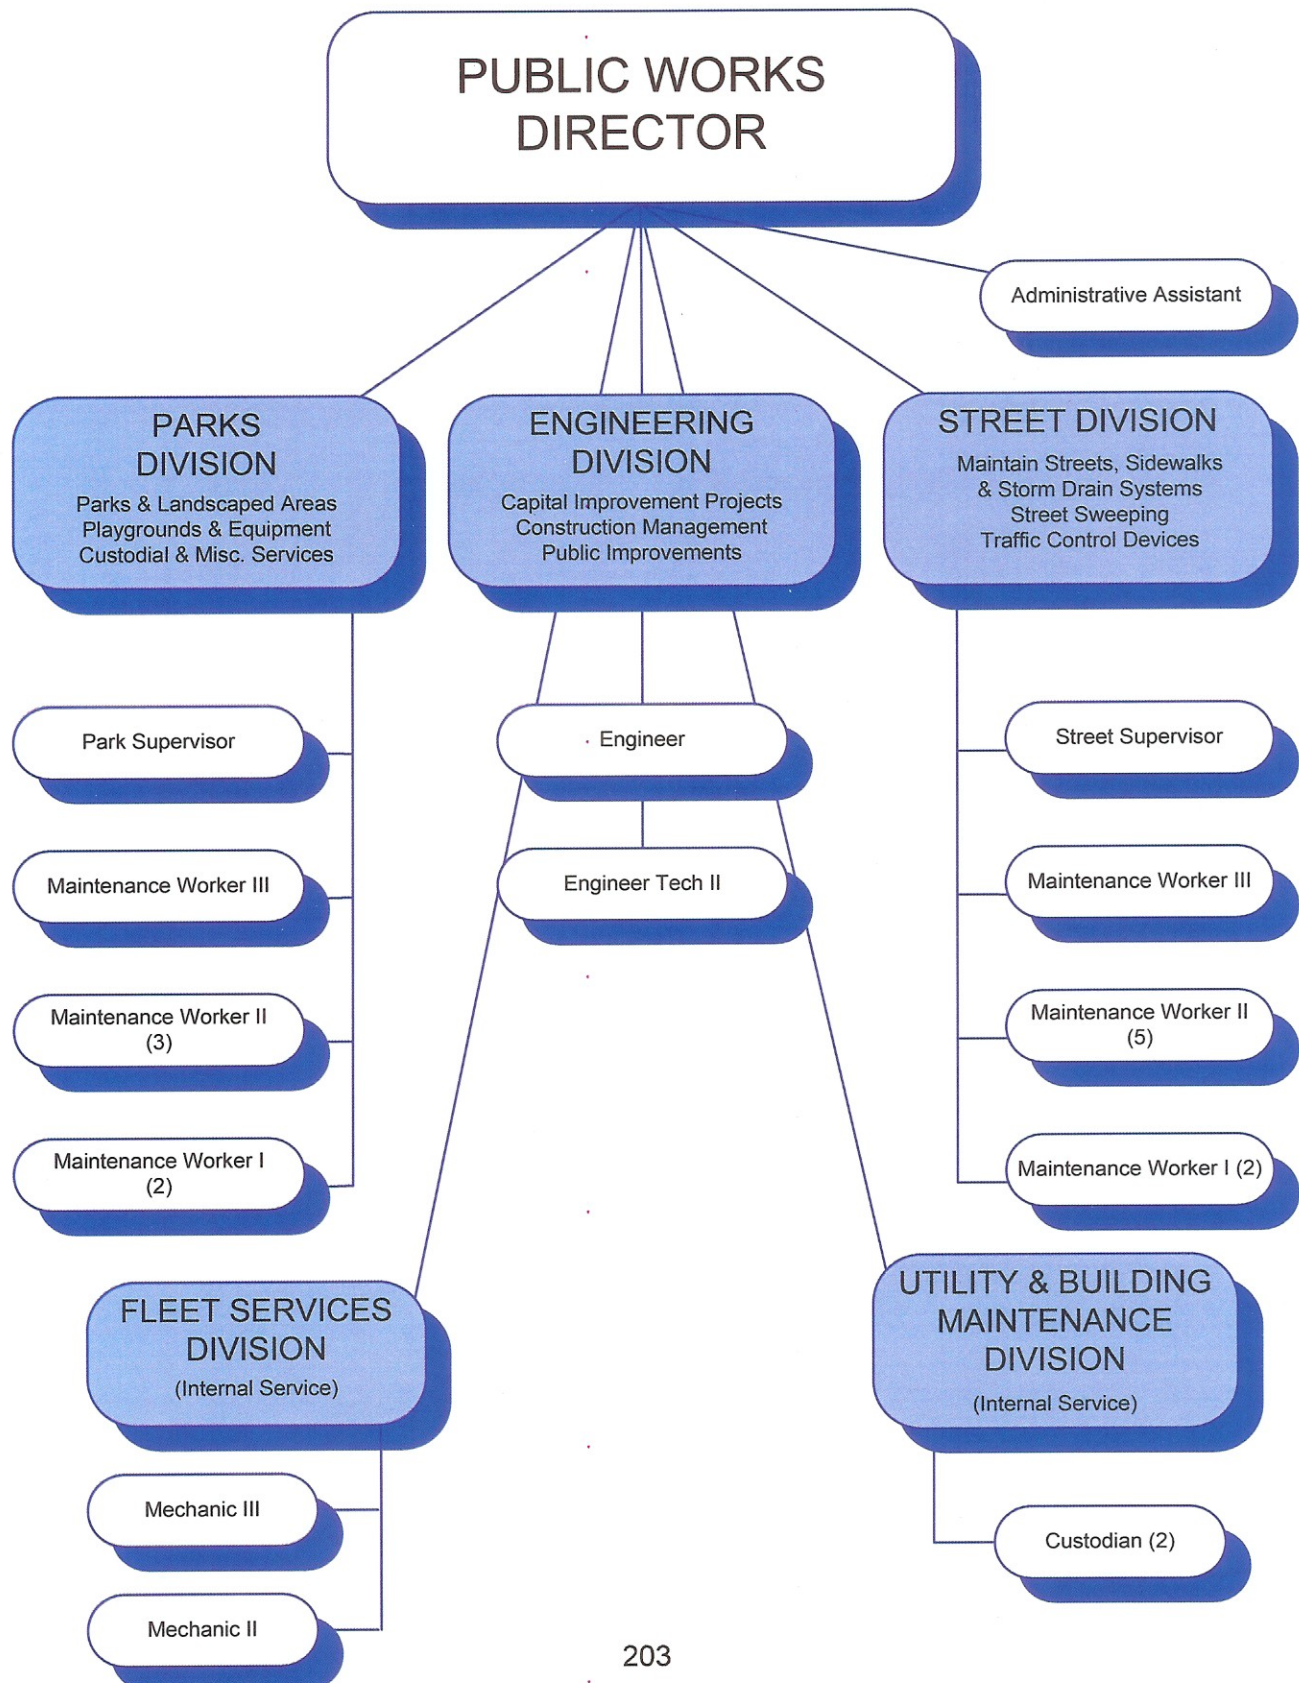 PUBLIC WORKS
DIRECTOR
Administrative Assistant
PARKS
DIVISION
Parks & Landscaped Areas
Playgrounds & Equipment
Custodial & Misc. Services
ENGINEERING
DIVISION
Capital Improvement Projects
Construction Management
Public Improvements
STREET DIVISION
Maintain Streets, Sidewalks
& Storm Drain Systems
Street Sweeping
Traffic Control Devices
Park Supervisor
Maintenance Worker III
Maintenance Worker II
(3)
Maintenance Worker I
(2)
Engineer
Engineer Tech II
Street Supervisor
Maintenance Worker III
Maintenance Worker II
(5)
Maintenance Worker I (2)
FLEET SERVICES
DIVISION
(Internal Service)
Mechanic III
Mechanic II
UTILITY & BUILDING
MAINTENANCE
DIVISION
(Internal Service)
Custodian (2)
203